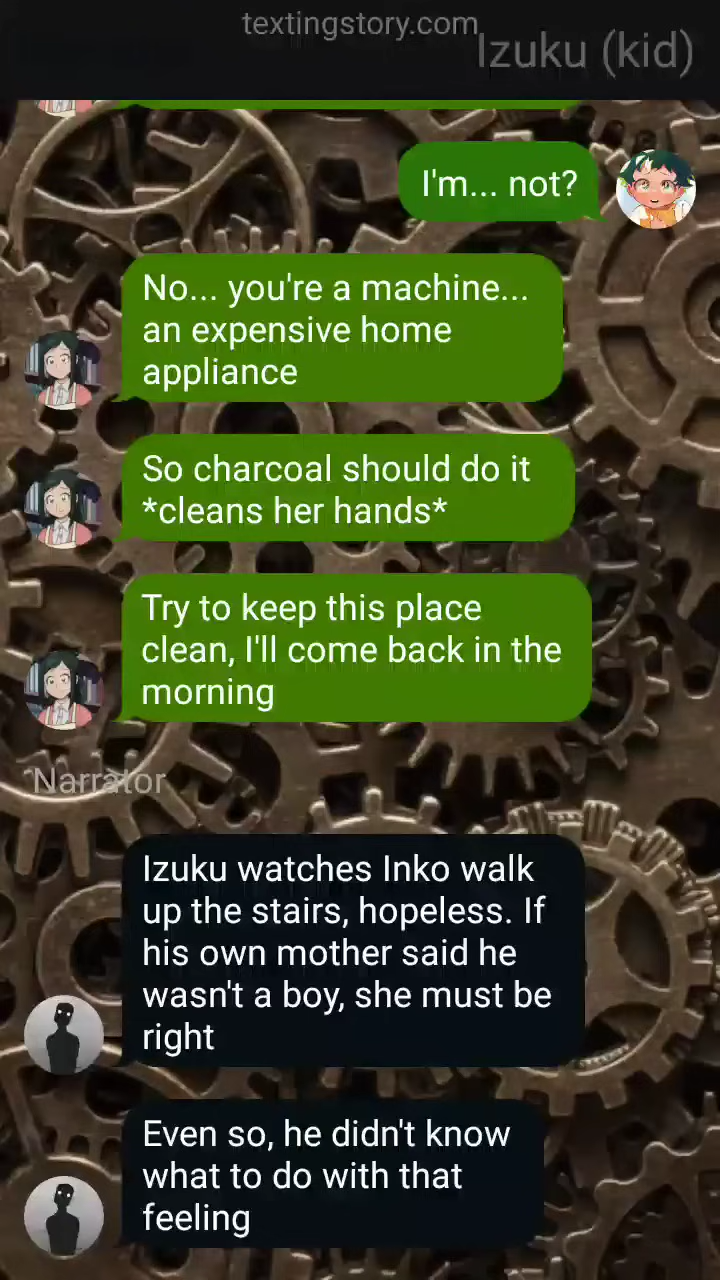 textingstory.com
Izuku (kid)
I'm... not?
No... you're a machine...
an expensive home
appliance
So charcoal should do it
*cleans her hands*
Try to keep this place
clean, I'll come back in the
morning
Narrator
Izuku watches Inko walk
up the stairs, hopeless. If
his own mother said he
wasn't a boy, she must be
right
Even so, he didn't know
what to do with that
feeling